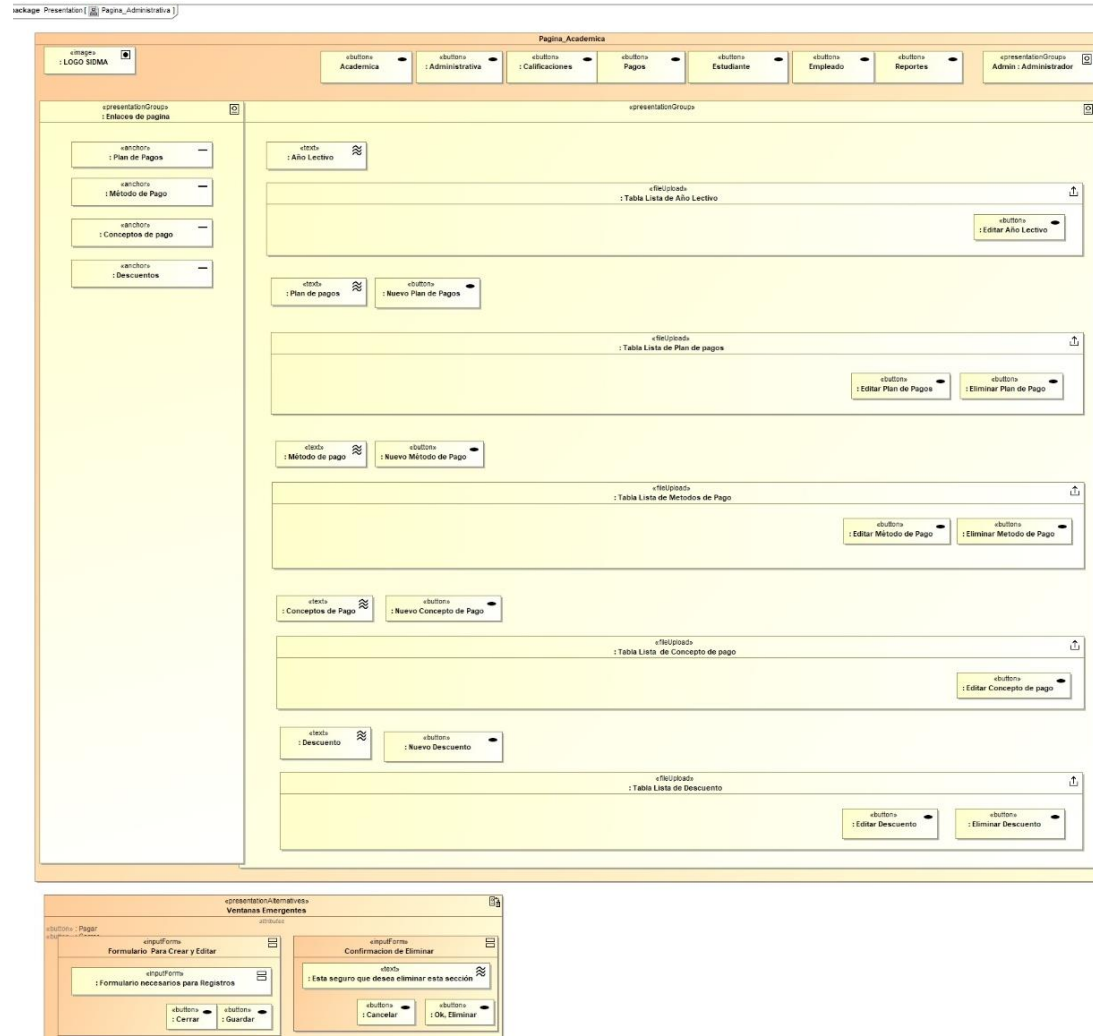 package Presentation [ Pagina_Administrativa ]
Pagina_Academica
«image»
: LOGO SIDMA
«button»
Academica
«button»
: Administrativa
«button»
: Calificaciones
«button»
Pagos
«button»
Estudiante
«button»
Empleado
«button»
Reportes
«presentationGroup»
Admin : Administrador
«presentationGroup»
: Enlaces de pagina
«anchor»
: Plan de Pagos
«anchor»
: Método de Pago
«anchor»
: Conceptos de pago
«anchor»
: Descuentos
«presentationGroup»
«text»
: Año Lectivo
«fileUpload»
: Tabla Lista de Año Lectivo
«button»
: Editar Año Lectivo
«text»
: Plan de pagos
«button»
: Nuevo Plan de Pagos
«fileUpload»
: Tabla Lista de Plan de pagos
«button»
: Editar Plan de Pagos
«button»
: Eliminar Plan de Pago
«text»
: Método de pago
«button»
: Nuevo Método de Pago
«fileUpload»
: Tabla Lista de Metodos de Pago
«button»
: Editar Método de Pago
«button»
: Eliminar Metodo de Pago
«text»
: Conceptos de Pago
«button»
: Nuevo Concepto de Pago
«fileUpload»
: Tabla Lista de Concepto de pago
«button»
: Editar Concepto de pago
«text»
: Descuento
«button»
: Nuevo Descuento
«fileUpload»
: Tabla Lista de Descuento
«button»
: Editar Descuento
«button»
: Eliminar Descuento
«presentationAlternatives»
Ventanas Emergentes
attributes
«button» : Pagar
«inputForm»
Formulario Para Crear y Editar
«inputForm»
: Formulario necesarios para Registros
«button»
: Cerrar
«button»
: Guardar
«inputForm»
Confirmacion de Eliminar
«text»
: Esta seguro que desea eliminar esta sección
«button»
: Cancelar
«button»
: Ok, Eliminar